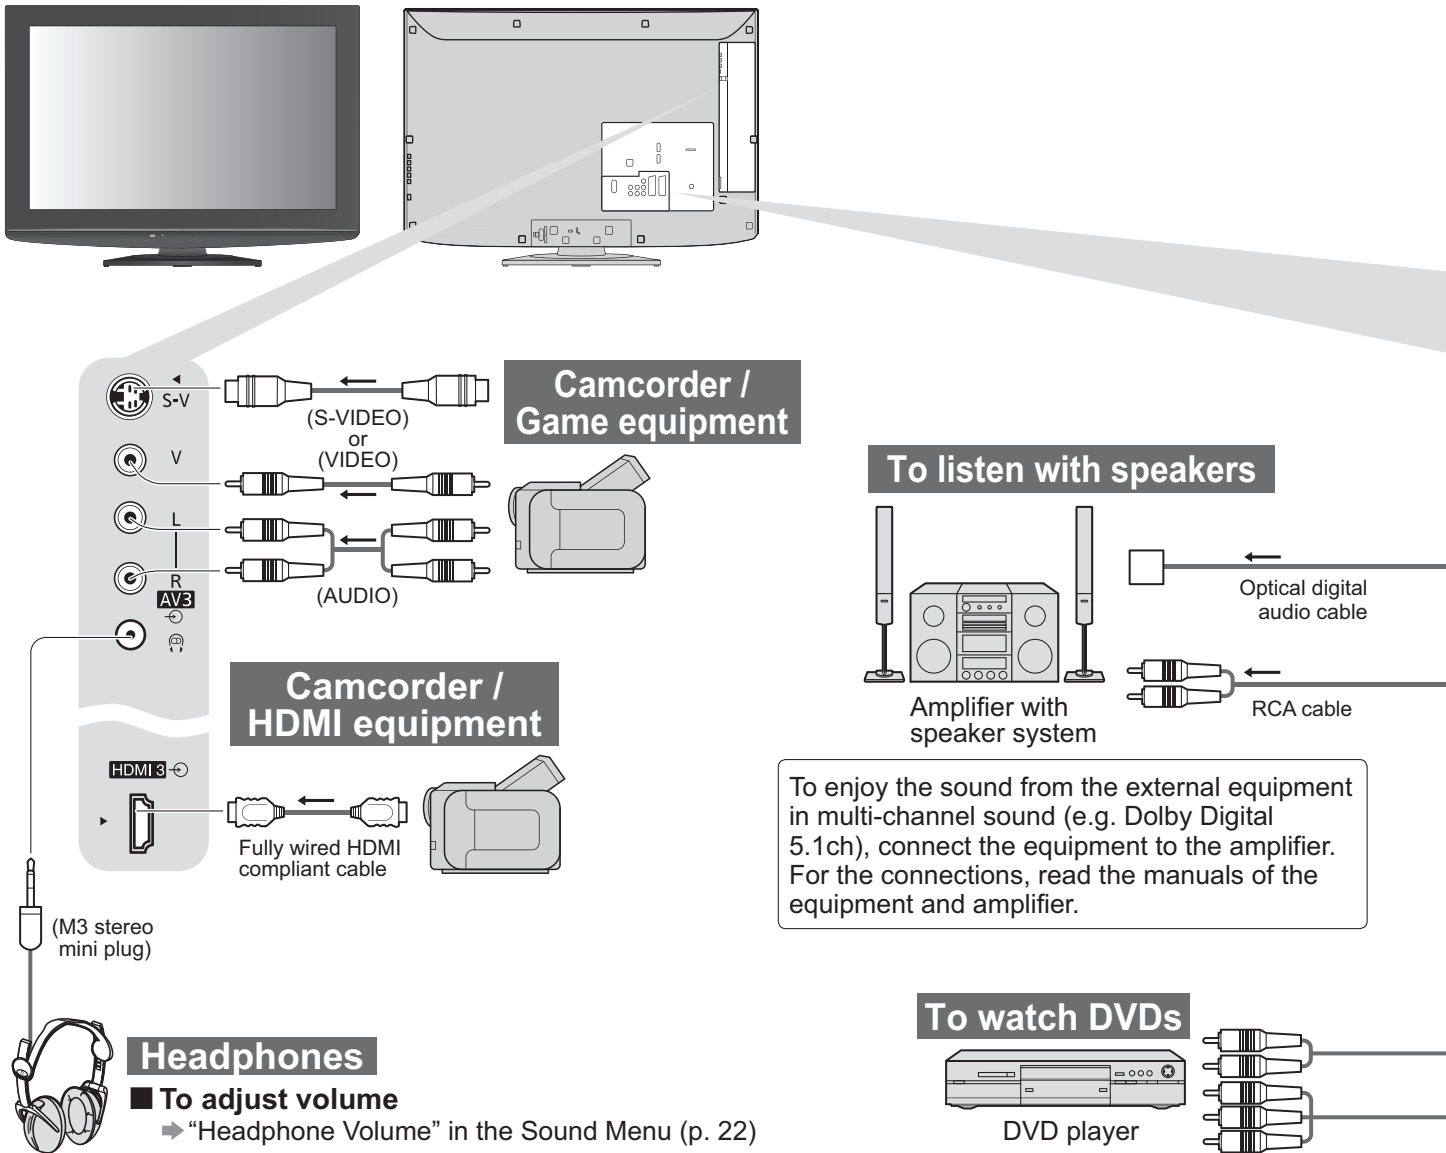 S-V
V
L
R
AV3
Camcorder /
Game equipment
(S-VIDEO)
or
(VIDEO)
(AUDIO)
Camcorder /
HDMI equipment
HDMI 3
Fully wired HDMI
compliant cable
(M3 stereo
mini plug)
Headphones
■ To adjust volume
“Headphone Volume” in the Sound Menu (p. 22)
To listen with speakers
Optical digital
audio cable
RCA cable
Amplifier with
speaker system
To enjoy the sound from the external equipment
in multi-channel sound (e.g. Dolby Digital
5.1ch), connect the equipment to the amplifier.
For the connections, read the manuals of the
equipment and amplifier.
To watch DVDs
DVD player